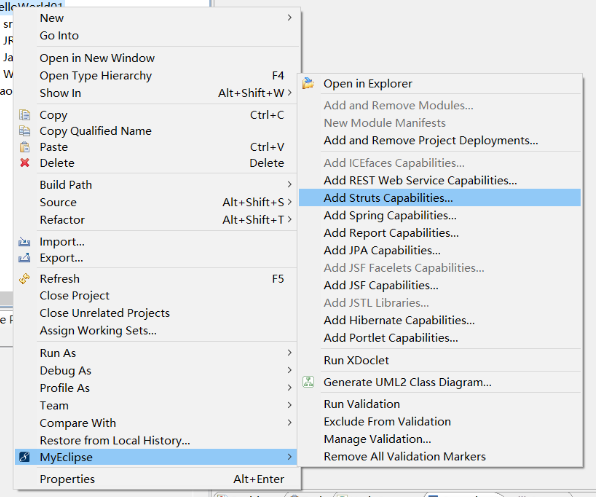 elloWorld01
New
Go Into
Open in New Window
Open Type Hierarchy F4
Show In Alt+Shift+W
Copy Ctrl+C
Copy Qualified Name
Paste Ctrl+V
Delete Delete
Build Path
Source Alt+Shift+S
Refactor Alt+Shift+T
Import...
Export...
Refresh F5
Close Project
Close Unrelated Projects
Assign Working Sets...
Run As
Debug As
Profile As
Team
Compare With
Restore from Local History...
MyEclipse
Properties Alt+Enter
Open in Explorer
Add and Remove Modules...
New Module Manifests
Add and Remove Project Deployments...
Add ICEfaces Capabilities...
Add REST Web Service Capabilities...
Add Struts Capabilities...
Add Spring Capabilities...
Add Report Capabilities...
Add JPA Capabilities...
Add JSF Facelets Capabilities...
Add JSF Capabilities...
Add JSTL Libraries...
Add Hibernate Capabilities...
Add Portlet Capabilities...
Run XDoclet
Generate UML2 Class Diagram...
Run Validation
Exclude From Validation
Manage Validation...
Remove All Validation Markers